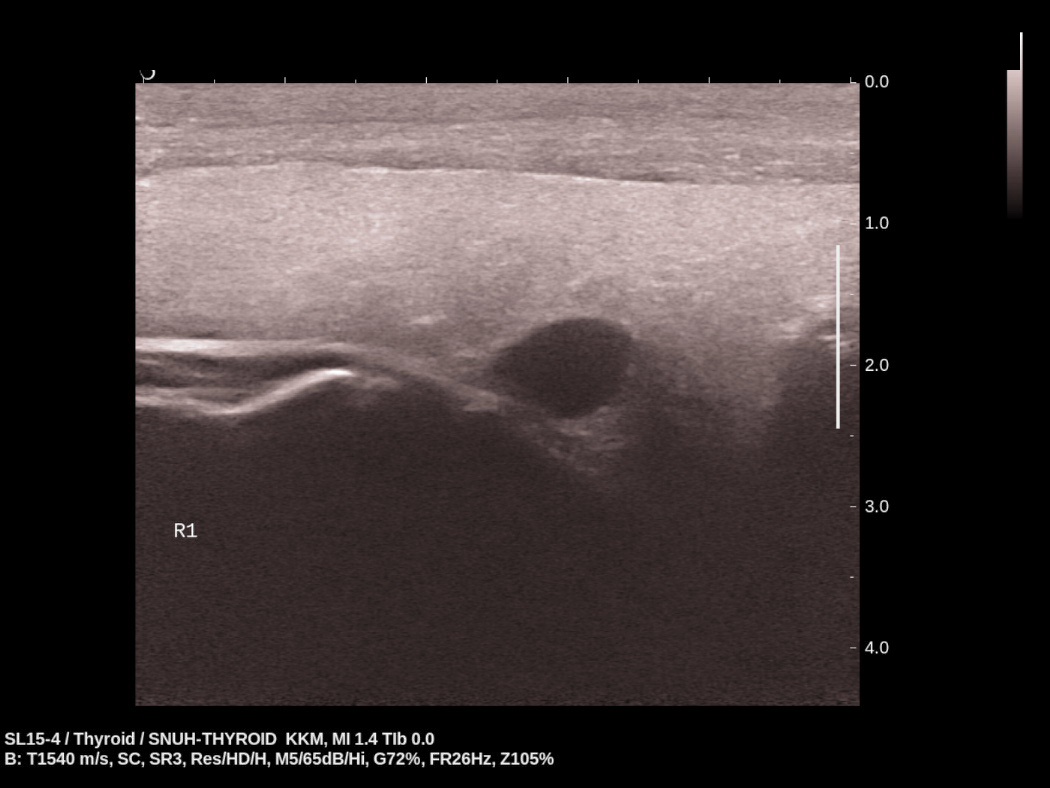 0.0
1.0
2.0
3.0
R1
4.0
SL15-4 / Thyroid / SNUH-THYROID KKM, MI 1.4 TIb 0.0
B: T1540 m/s, SC, SR3, Res/HD/H, M5/65dB/Hi, G72%, FR26Hz, Z105%